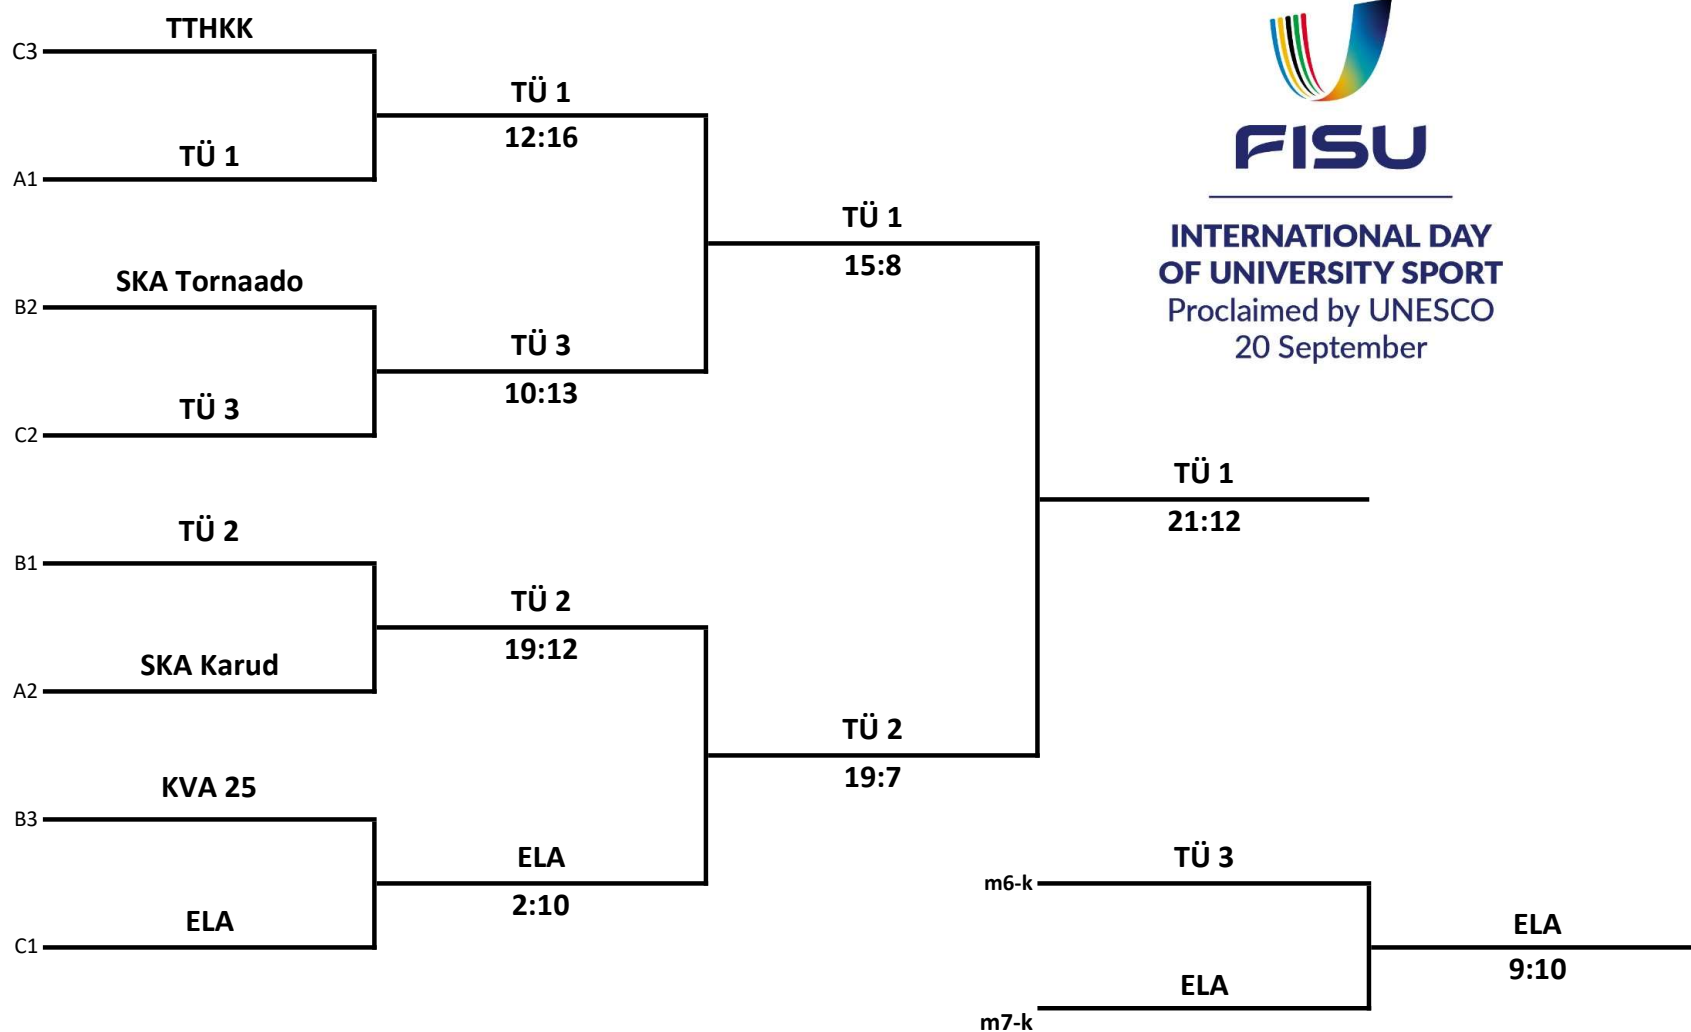 TTHKK
C3
TÜ 1
12:16
TÜ 1
A1
SKA Tornaado
B2
TÜ 3
10:13
TÜ 3
C2
TÜ 1
15:8
TÜ 2
B1
TÜ 2
19:12
SKA Karud
A2
KVA 25
B3
ELA
2:10
ELA
C1
TÜ 2
19:7
TÜ 1
21:12
FISU
INTERNATIONAL DAY
OF UNIVERSITY SPORT
Proclaimed by UNESCO
20 September
TÜ 3
m6-k
ELA
m7-k
ELA
9:10